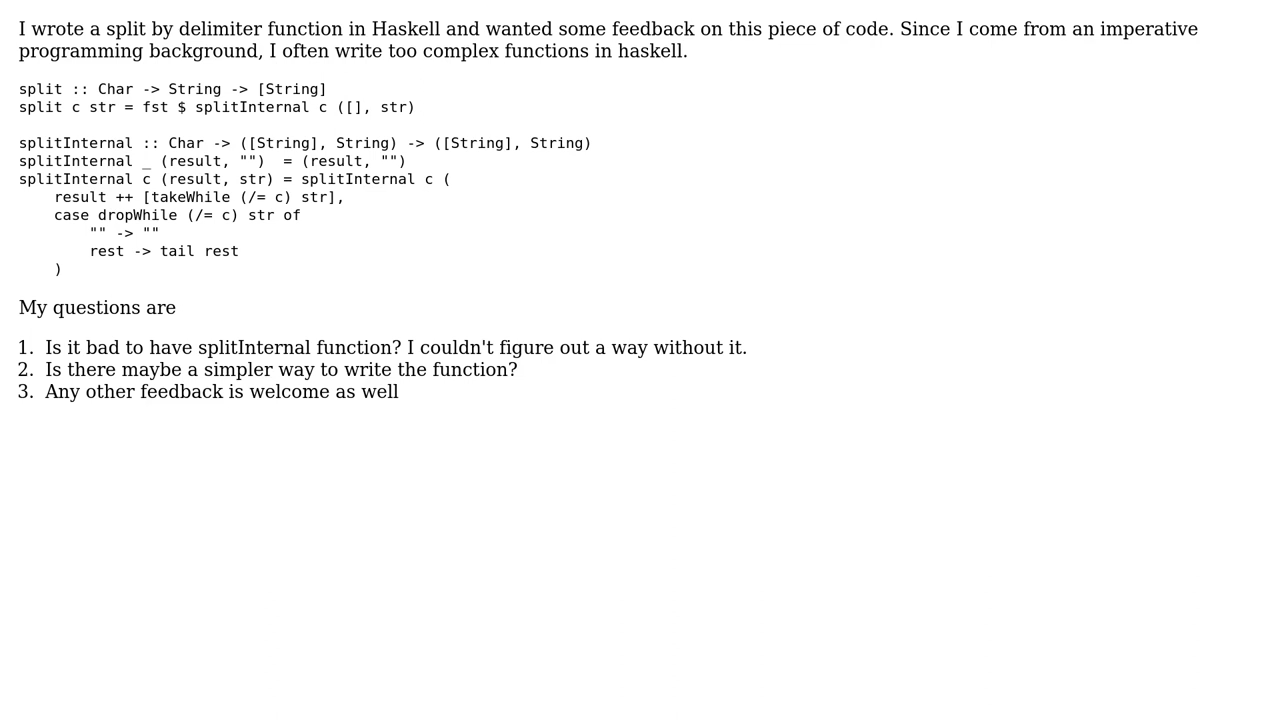 I wrote a split by delimiter function in Haskell and wanted some feedback on this piece of code. Since I come from an imperative
programming background, I often write too complex functions in haskell.
split :: Char -> String -> [String]
split c str = fst $ splitInternal c ([], str)
splitInternal :: Char -> ([String], String) -> ([String], String)
splitInternal _ (result, "")  = (result, "")
splitInternal c (result, str) = splitInternal c (
    result ++ [takeWhile (/= c) str],
    case dropWhile (/= c) str of
        "" -> ""
        rest -> tail rest
    )
My questions are
1. Is it bad to have splitInternal function? I couldn't figure out a way without it.
2. Is there maybe a simpler way to write the function?
3. Any other feedback is welcome as well